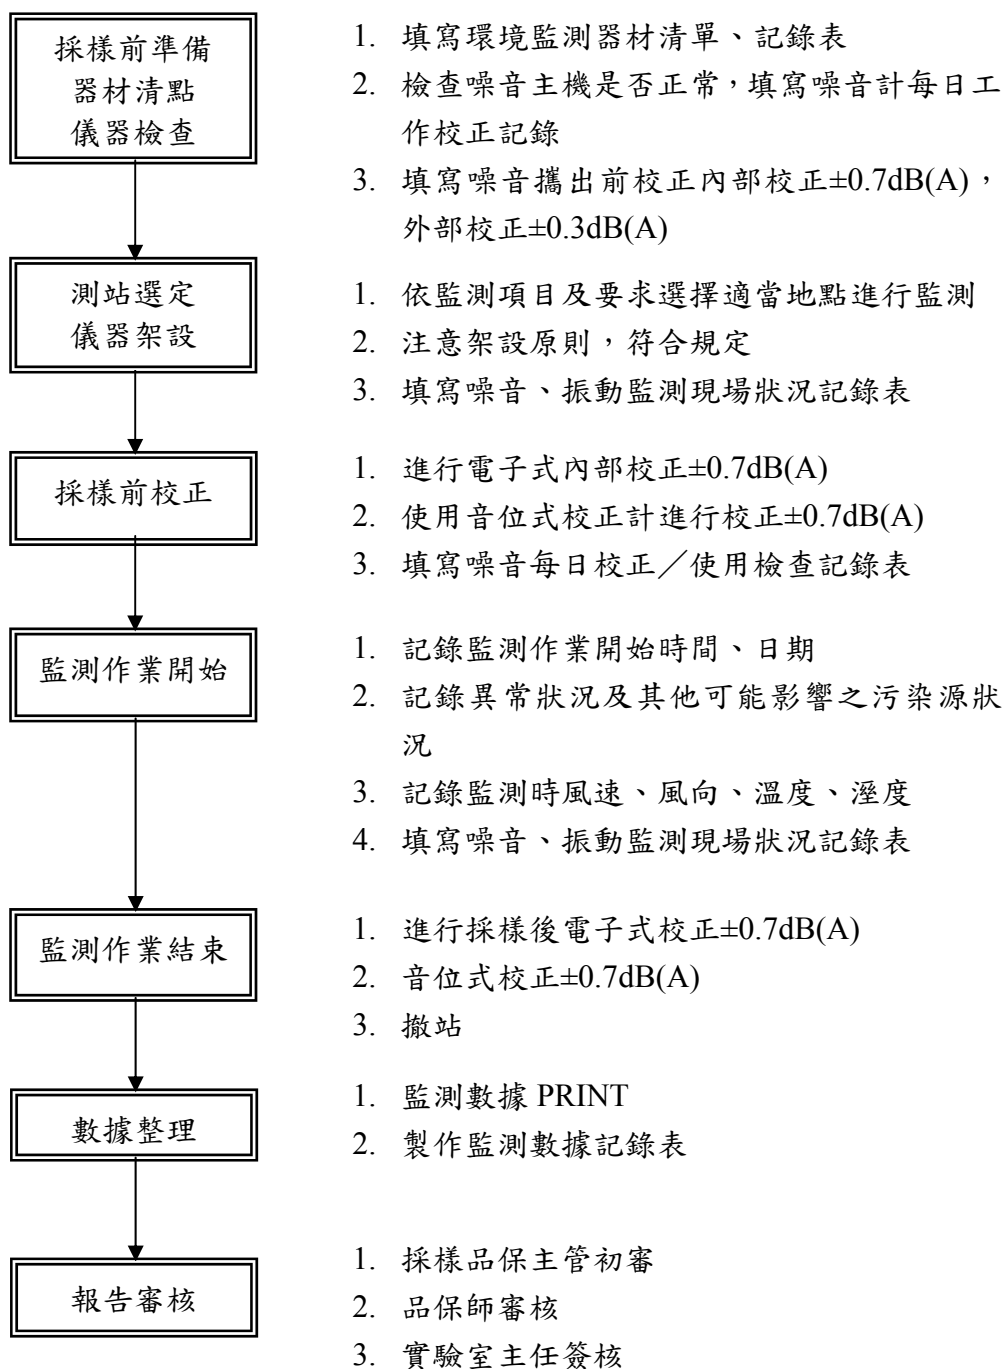 採樣前準備
器材清點
儀器檢查
1. 填寫環境監測器材清單、記錄表
2. 檢查噪音主機是否正常，填寫噪音計每日工
作校正記錄
3. 填寫噪音攜出前校正內部校正±0.7dB(A)，
外部校正±0.3dB(A)
測站選定
儀器架設
1. 依監測項目及要求選擇適當地點進行監測
2. 注意架設原則，符合規定
3. 填寫噪音、振動監測現場狀況記錄表
採樣前校正
1. 進行電子式內部校正±0.7dB(A)
2. 使用音位式校正計進行校正±0.7dB(A)
3. 填寫噪音每日校正／使用檢查記錄表
監測作業開始
1. 記錄監測作業開始時間、日期
2. 記錄異常狀況及其他可能影響之污染源狀
況
3. 記錄監測時風速、風向、溫度、溼度
4. 填寫噪音、振動監測現場狀況記錄表
監測作業結束
1. 進行採樣後電子式校正±0.7dB(A)
2. 音位式校正±0.7dB(A)
3. 撤站
數據整理
1. 監測數據 PRINT
2. 製作監測數據記錄表
報告審核
1. 採樣品保主管初審
2. 品保師審核
3. 實驗室主任簽核